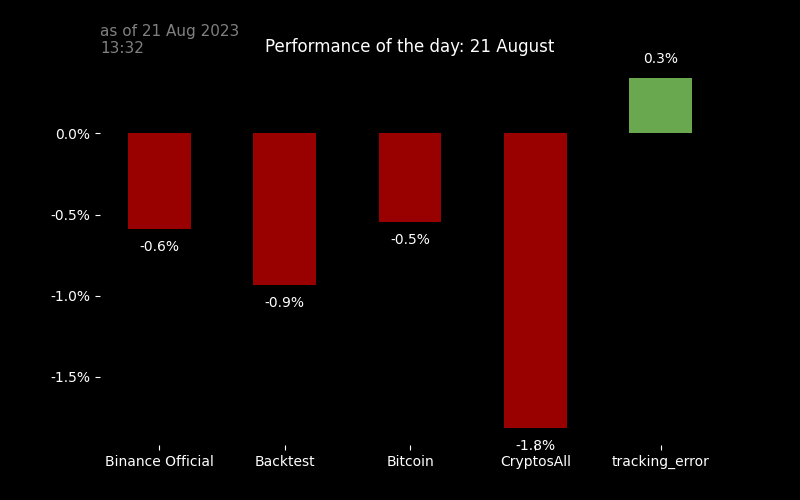 as of 21 Aug 2023
13:32
Performance of the day: 21 August
0.3%
0.0%
-0.5%
-1.0%
-1.5%
-0.6%
-0.9%
-0.5%
-1.8%
Binance Official
Backtest
Bitcoin
CryptosAll
tracking_error